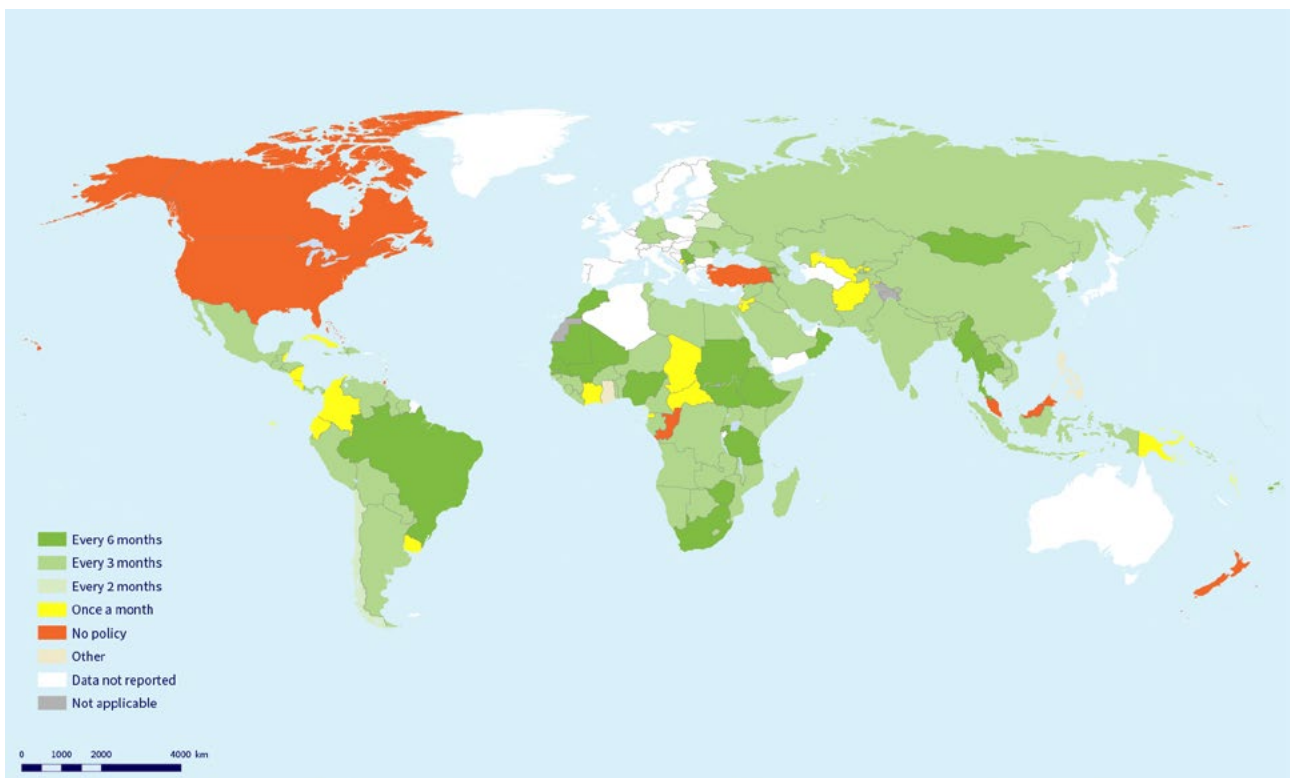 Every 6 months
Every 3 months
Every 2 months
Once a month
No policy
Other
Data not reported
Not applicable
0 1000 2000 4000 km